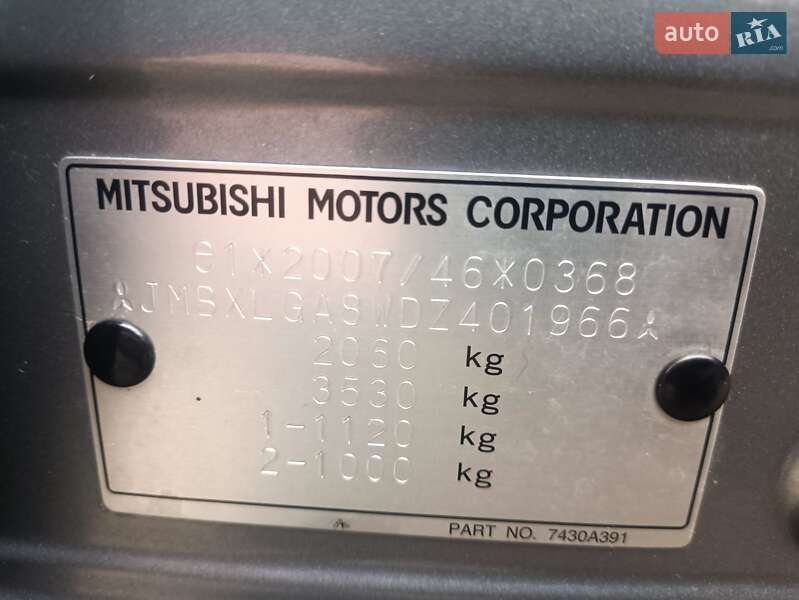 auto RIA.com
MITSUBISHI MOTORS CORPORATION
e1*2007/46*0368
JMBXLGA8WDZ401966
2060 kg
3530 kg
1-1120 kg
2-1000 kg
PART NO. 7430A391